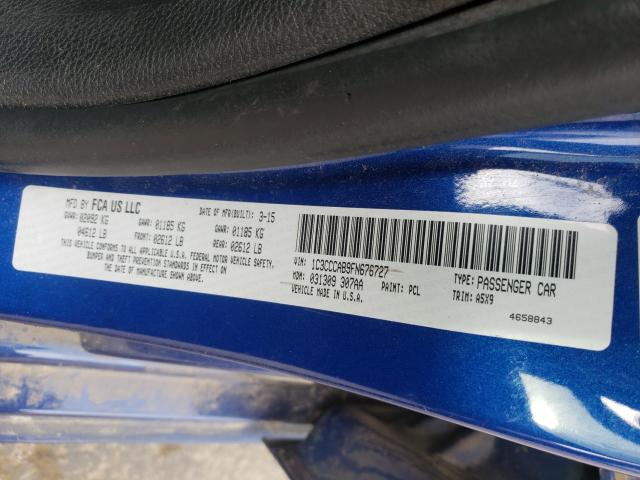 MFD BY FCA US LLC DATE OF MFR(BUILT): 3-15
GVWR: 02092 KG GAWR: 01185 KG GAWR: 01185 KG
04612 LB FRONT: 02612 LB REAR: 02612 LB
THIS VEHICLE CONFORMS TO ALL APPLICABLE U.S.A. FEDERAL MOTOR VEHICLE SAFETY,
BUMPER AND THEFT PREVENTION STANDARDS IN EFFECT ON
THE DATE OF MANUFACTURE SHOWN ABOVE.
VIN: 1C3CCCAB9FN676727 TYPE: PASSENGER CAR
MDH: 031309 307AA PAINT: PCL TRIM: A5X9
VEHICLE MADE IN U.S.A.
4658843